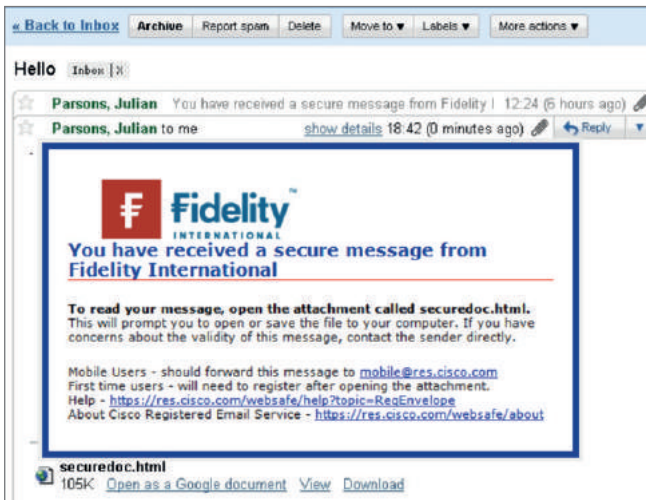 « Back to Inbox Archive Report spam Delete Move to ▼ Labels ▼ More actions ▼
Hello Inbox | X
Parsons, Julian You have received a secure message from Fidelity I 12:24 (6 hours ago)
Parsons, Julian to me show details 18:42 (0 minutes ago) Reply ▼
Fidelity™
INTERNATIONAL
You have received a secure message from
Fidelity International
To read your message, open the attachment called securedoc.html.
This will prompt you to open or save the file to your computer. If you have
concerns about the validity of this message, contact the sender directly.
Mobile Users - should forward this message to mobile@res.cisco.com
First time users - will need to register after opening the attachment.
Help - https://res.cisco.com/websafe/help?topic=RegEnvelope
About Cisco Registered Email Service - https://res.cisco.com/websafe/about
securedoc.html
105K Open as a Google document View Download